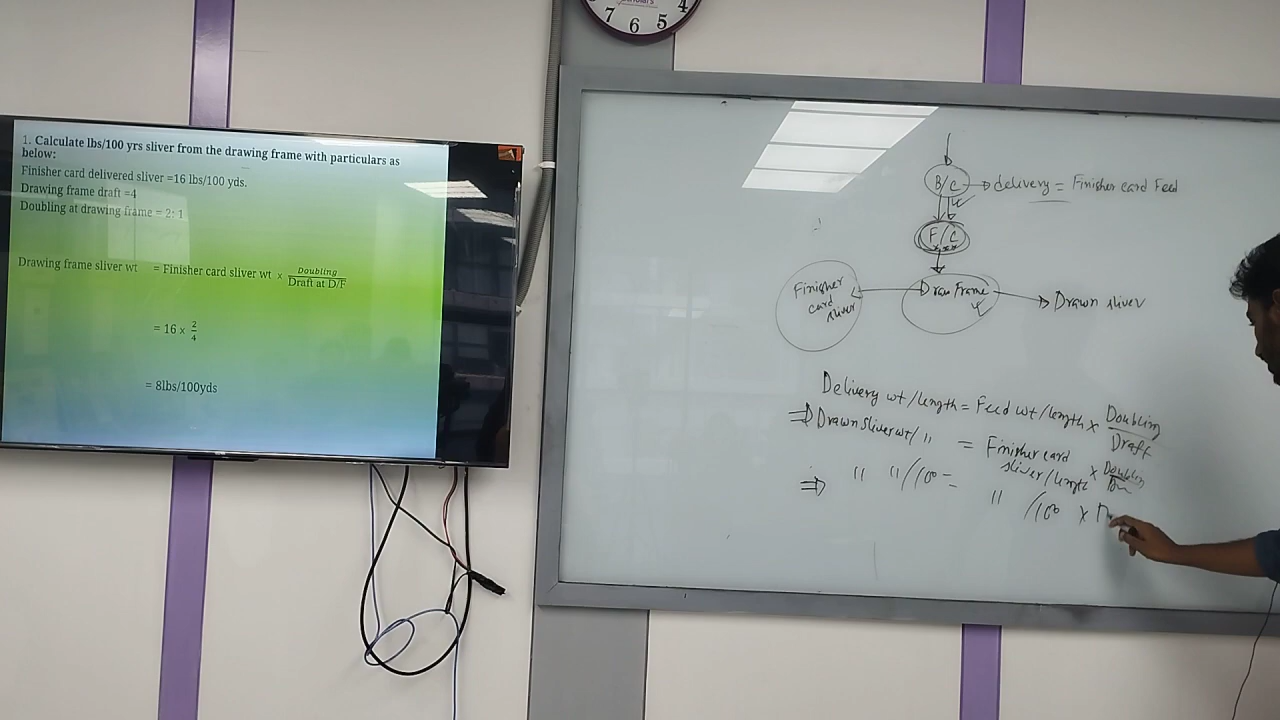 4
7 6 5
1. Calculate lbs/100 yrs sliver from the drawing frame with particulars as
below:
Finisher card delivered sliver =16 lbs/100 yds.
Drawing frame draft =4
Doubling at drawing frame = 2: 1
Drawing frame sliver wt = Finisher card sliver wt × Doubling / Draft at D/F
= 16 × 2/4
= 8lbs/100yds
B/C → delivery = Finisher card Feed
F/C
Finisher
card
sliver
Draw Frame → Drawn sliver
Delivery wt/length = Feed wt/length × Doubling / Draft
⇒ Drawn sliver wt/ " = Finisher card
sliver/length × Doubling
⇒ " "/100 = " /100 ×